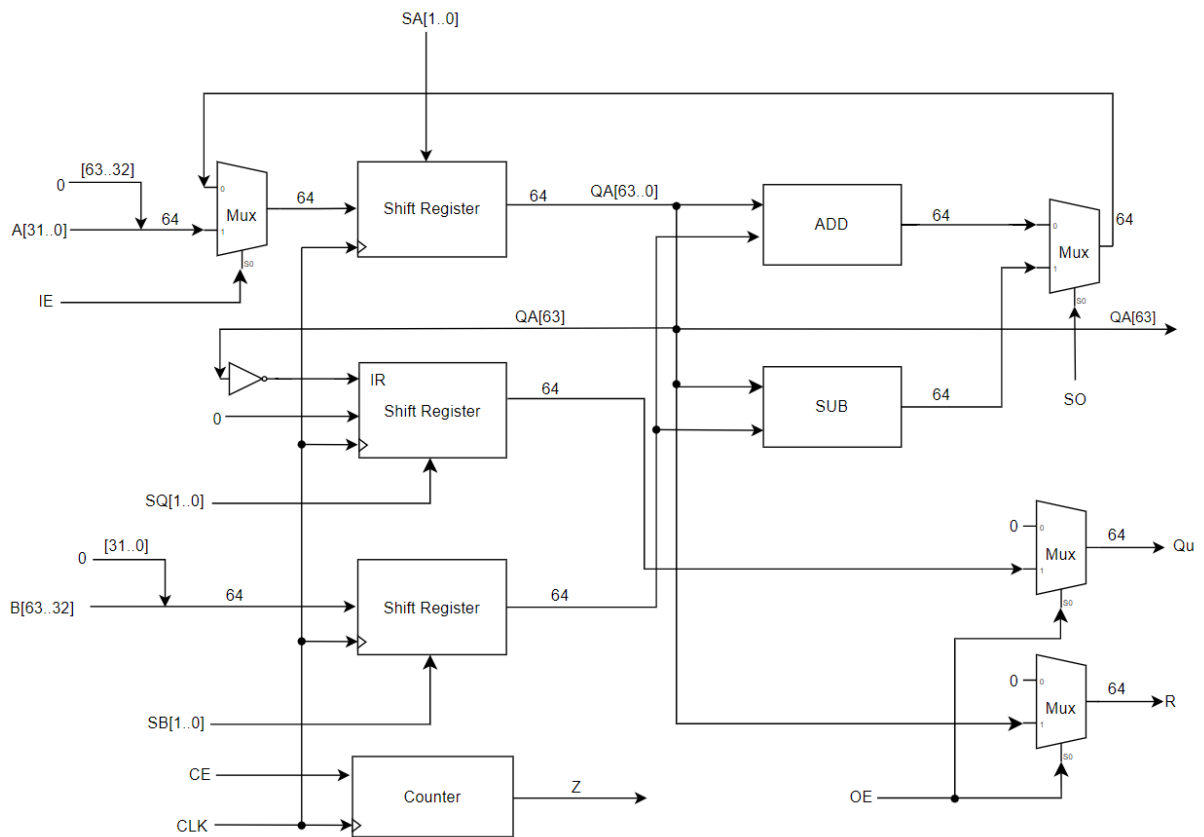 SA[1..0]
[63..32]
0
A[31..0]
64
0
1
Mux
S0
IE
64
Shift Register
64
QA[63..0]
ADD
64
0
1
Mux
S0
64
QA[63]
QA[63]
SO
IR
Shift Register
0
64
SUB
64
SQ[1..0]
[31..0]
0
B[63..32]
64
Shift Register
64
SB[1..0]
0
0
1
Mux
S0
64
Qu
0
0
1
Mux
S0
64
R
OE
CE
Counter
Z
CLK